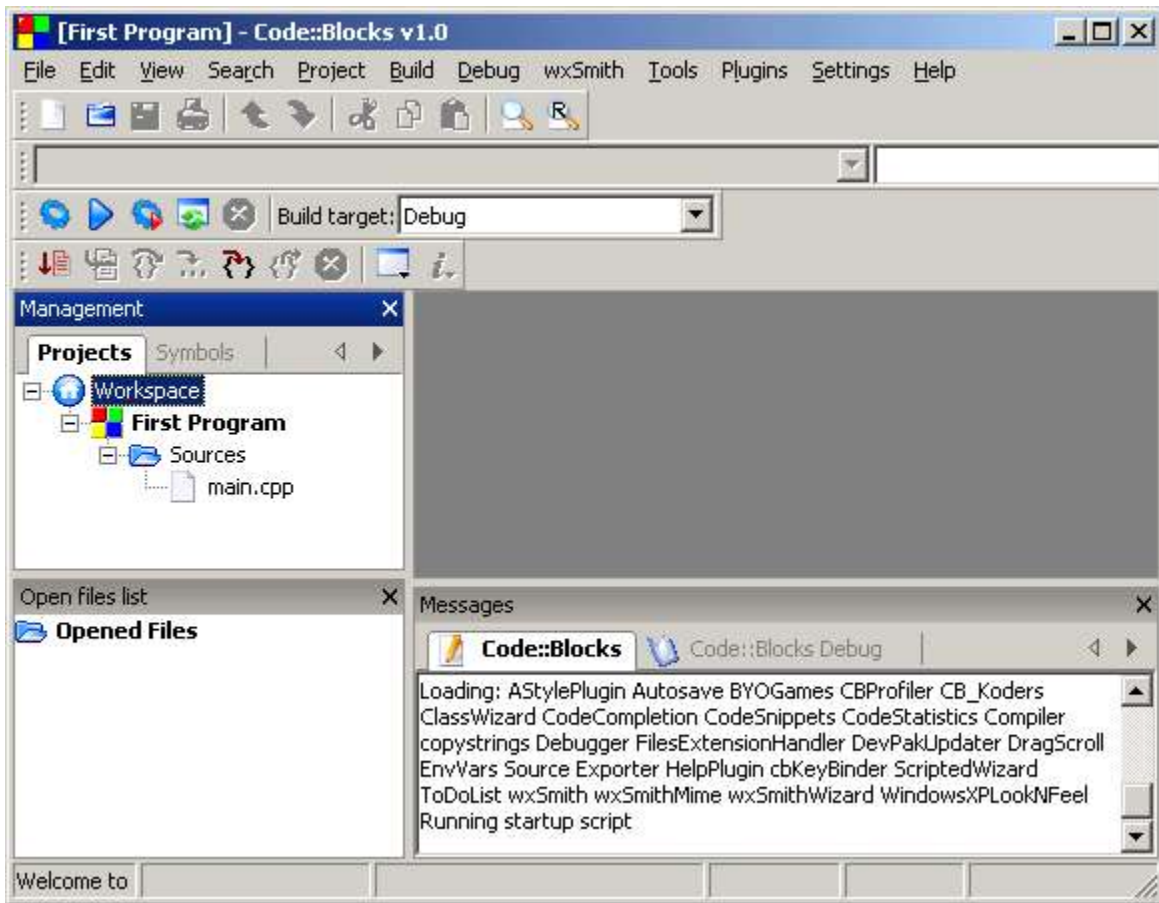 [First Program] - Code::Blocks v1.0
File Edit View Search Project Build Debug wxSmith Tools Plugins Settings Help
R
Build target: Debug
i
Management
Projects Symbols
Workspace
First Program
Sources
main.cpp
Open files list
Opened Files
Messages
Code::Blocks Code::Blocks Debug
Loading: AStylePlugin Autosave BYOGames CBProfiler CB_Koders
ClassWizard CodeCompletion CodeSnippets CodeStatistics Compiler
copystrings Debugger FilesExtensionHandler DevPakUpdater DragScroll
EnvVars Source Exporter HelpPlugin cbKeyBinder ScriptedWizard
ToDoList wxSmith wxSmithMime wxSmithWizard WindowsXPLookNFeel
Running startup script
Welcome to